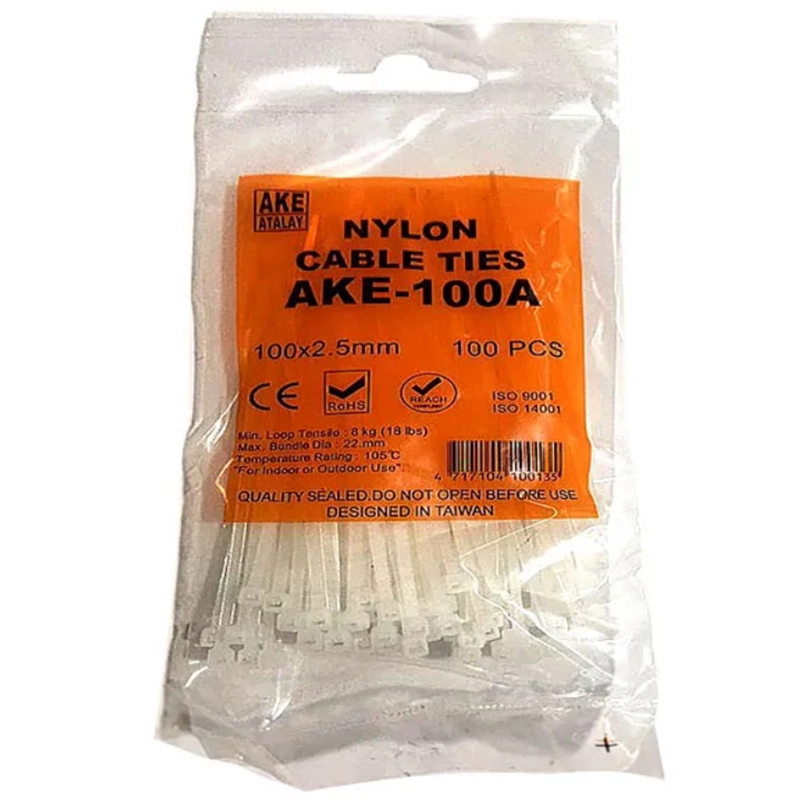 AKE
ATALAY
NYLON
CABLE TIES
AKE-100A
100x2.5mm 100 PCS
CE RoHS REACH COMPLIANT ISO 9001
ISO 14001
Min. Loop Tensile : 8 kg (18 lbs)
Max. Bundle Dia : 22.mm
Temperature Rating : 105℃
"For Indoor or Outdoor Use".
4 717104 100135
QUALITY SEALED.DO NOT OPEN BEFORE USE
DESIGNED IN TAIWAN